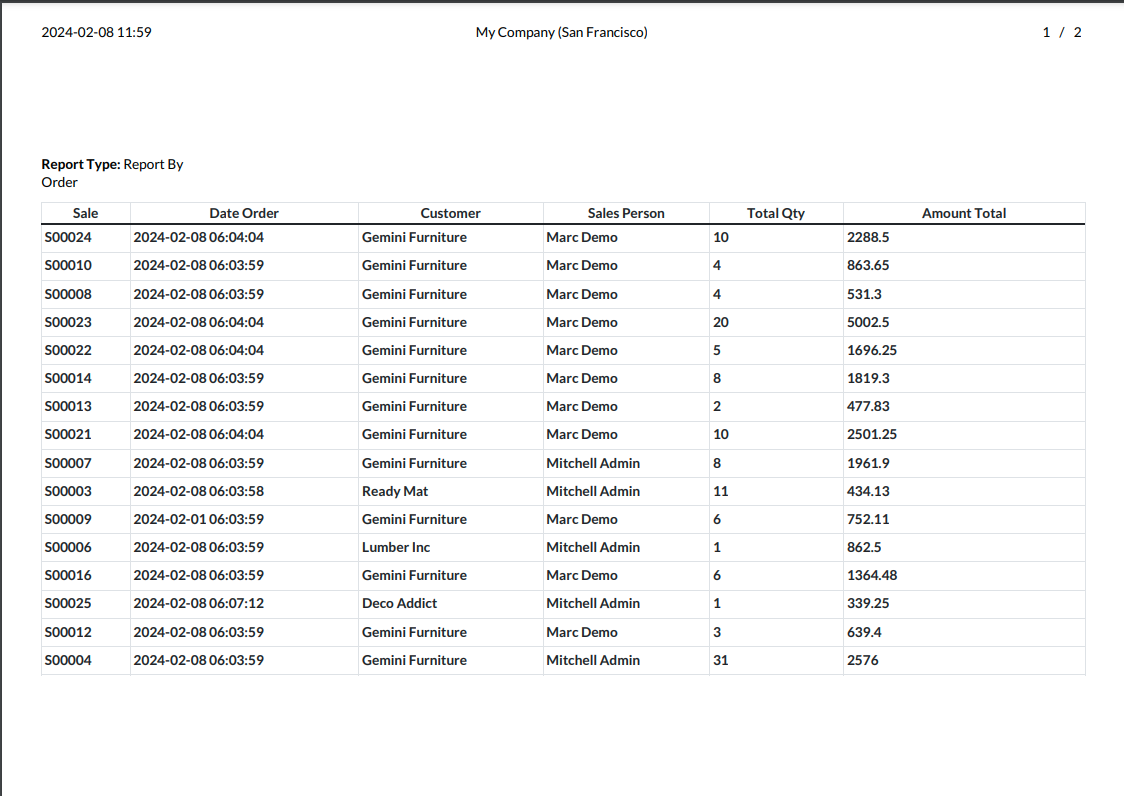 2024-02-08 11:59 My Company (San Francisco) 1 / 2
Report Type: Report By
Order
Sale Date Order Customer Sales Person Total Qty Amount Total
S00024 2024-02-08 06:04:04 Gemini Furniture Marc Demo 10 2288.5
S00010 2024-02-08 06:03:59 Gemini Furniture Marc Demo 4 863.65
S00008 2024-02-08 06:03:59 Gemini Furniture Marc Demo 4 531.3
S00023 2024-02-08 06:04:04 Gemini Furniture Marc Demo 20 5002.5
S00022 2024-02-08 06:04:04 Gemini Furniture Marc Demo 5 1696.25
S00014 2024-02-08 06:03:59 Gemini Furniture Marc Demo 8 1819.3
S00013 2024-02-08 06:03:59 Gemini Furniture Marc Demo 2 477.83
S00021 2024-02-08 06:04:04 Gemini Furniture Marc Demo 10 2501.25
S00007 2024-02-08 06:03:59 Gemini Furniture Mitchell Admin 8 1961.9
S00003 2024-02-08 06:03:58 Ready Mat Mitchell Admin 11 434.13
S00009 2024-02-01 06:03:59 Gemini Furniture Marc Demo 6 752.11
S00006 2024-02-08 06:03:59 Lumber Inc Mitchell Admin 1 862.5
S00016 2024-02-08 06:03:59 Gemini Furniture Marc Demo 6 1364.48
S00025 2024-02-08 06:07:12 Deco Addict Mitchell Admin 1 339.25
S00012 2024-02-08 06:03:59 Gemini Furniture Marc Demo 3 639.4
S00004 2024-02-08 06:03:59 Gemini Furniture Mitchell Admin 31 2576